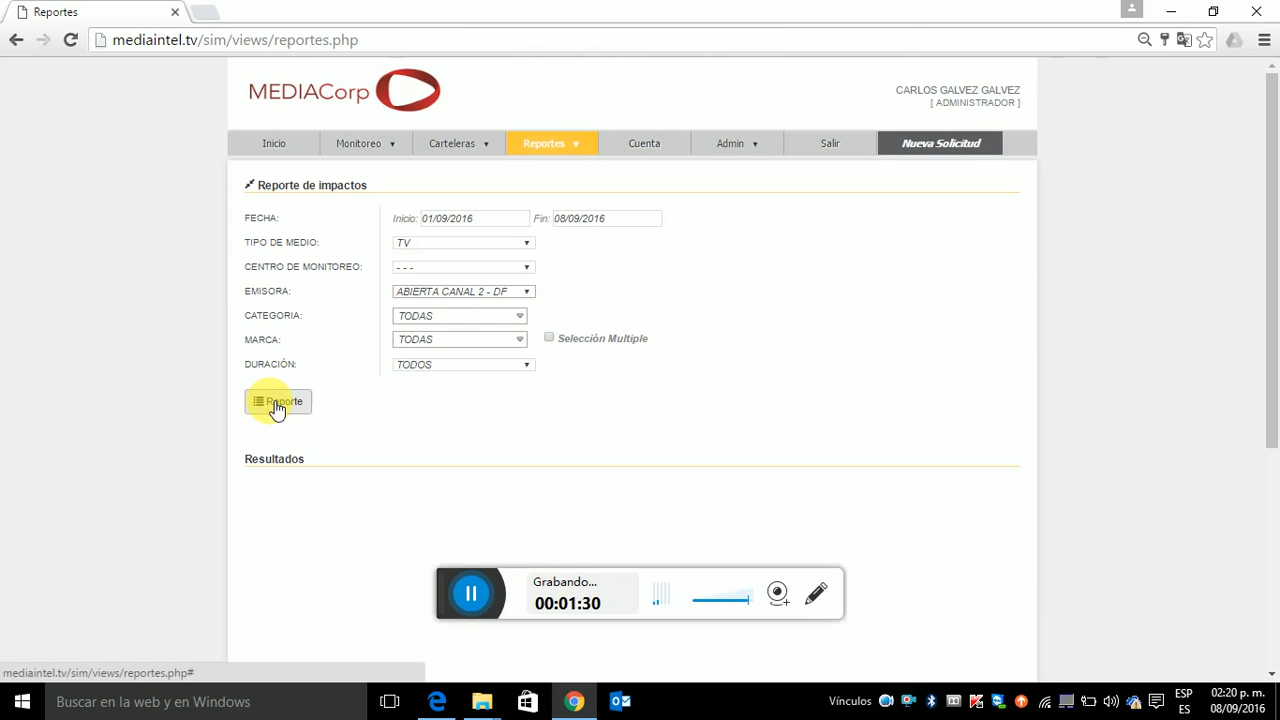 Reportes
mediaintel.tv/sim/views/reportes.php
MEDIACorp
CARLOS GALVEZ GALVEZ
[ ADMINISTRADOR ]
Inicio Monitoreo Carteleras Reportes Cuenta Admin Salir Nueva Solicitud
Reporte de impactos
FECHA: Inicio: 01/09/2016 Fin: 08/09/2016
TIPO DE MEDIO: TV
CENTRO DE MONITOREO: - - -
EMISORA: ABIERTA CANAL 2 - DF
CATEGORIA: TODAS
MARCA: TODAS Selección Multiple
DURACIÓN: TODOS
Reporte
Resultados
Grabando...
00:01:30
mediaintel.tv/sim/views/reportes.php#
Buscar en la web y en Windows
Vínculos
ESP
ES
02:20 p. m.
08/09/2016